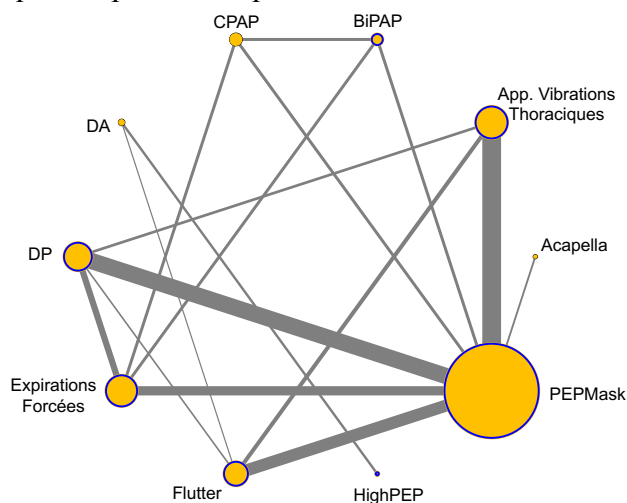 CPAP
BiPAP
App. Vibrations
Thoraciques
DA
Acapella
DP
Expirations
Forcées
PEPMask
Flutter
HighPEP